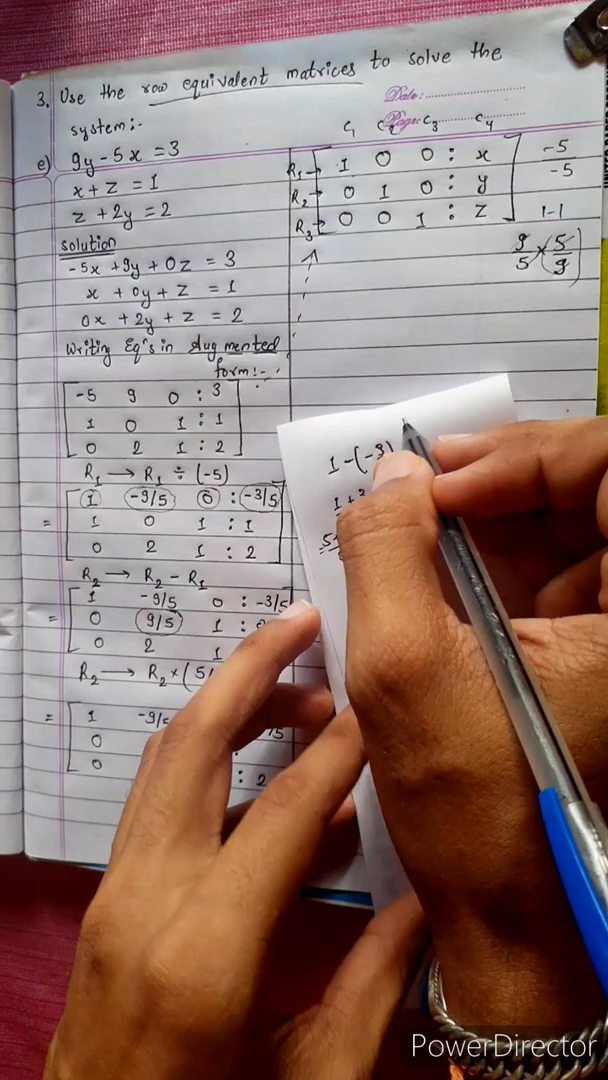 3. Use the row equivalent matrices to solve the
system:-
Date:
Page:
C₁ C₂ C₃ C₄
e) 9y - 5x = 3
x + z = 1
z + 2y = 2
R₁→ 1 0 0 : x
R₂→ 0 1 0 : y
R₃→ 0 0 1 : z
-5
-5
1-1
9/5 × (5/9)
Solution
-5x + 9y + 0z = 3
x + 0y + z = 1
0x + 2y + z = 2
Writing Eqⁿs in Augmented
form:-
-5 9 0 : 3
1 0 1 : 1
0 2 1 : 2
R₁ → R₁ ÷ (-5)
= 1 -9/5 0 : -3/5
1 0 1 : 1
0 2 1 : 2
R₂ → R₂ - R₁
= 1 -9/5 0 : -3/5
0 9/5 1 :
0 2 1
R₂ → R₂ × (5
= 1 -9/ /5
0 :
0 : 2
1 - (-3)
1 + 3
PowerDirector